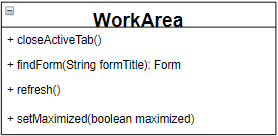 WorkArea
+ closeActiveTab()
+ findForm(String formTitle): Form
+ refresh()
+ setMaximized(boolean maximized)